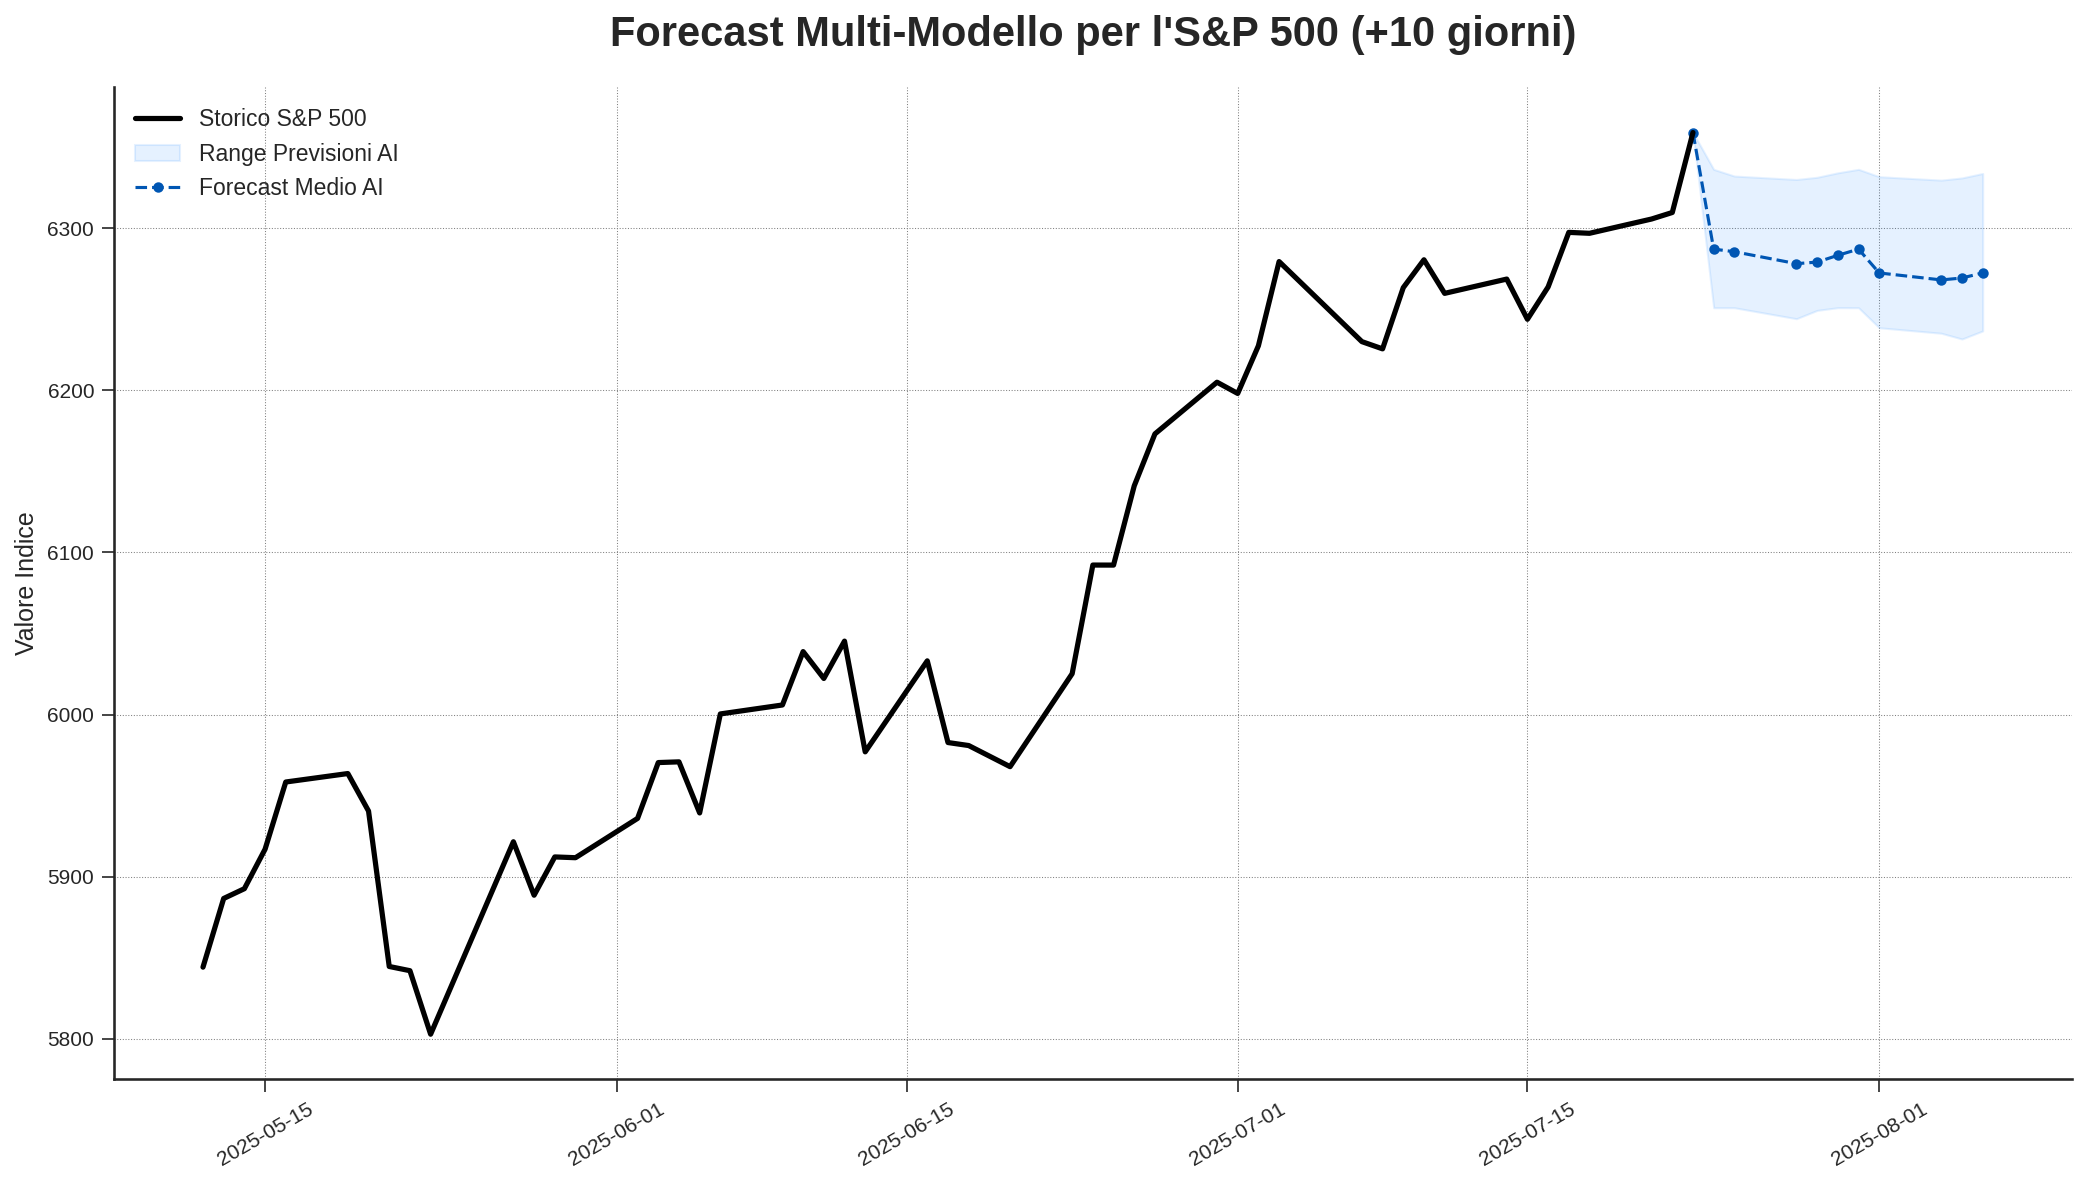 Forecast Multi-Modello per l'S&P 500 (+10 giorni)
Storico S&P 500
Range Previsioni AI
Forecast Medio AI
Valore Indice
6300
6200
6100
6000
5900
5800
2025-05-15
2025-06-01
2025-06-15
2025-07-01
2025-07-15
2025-08-01